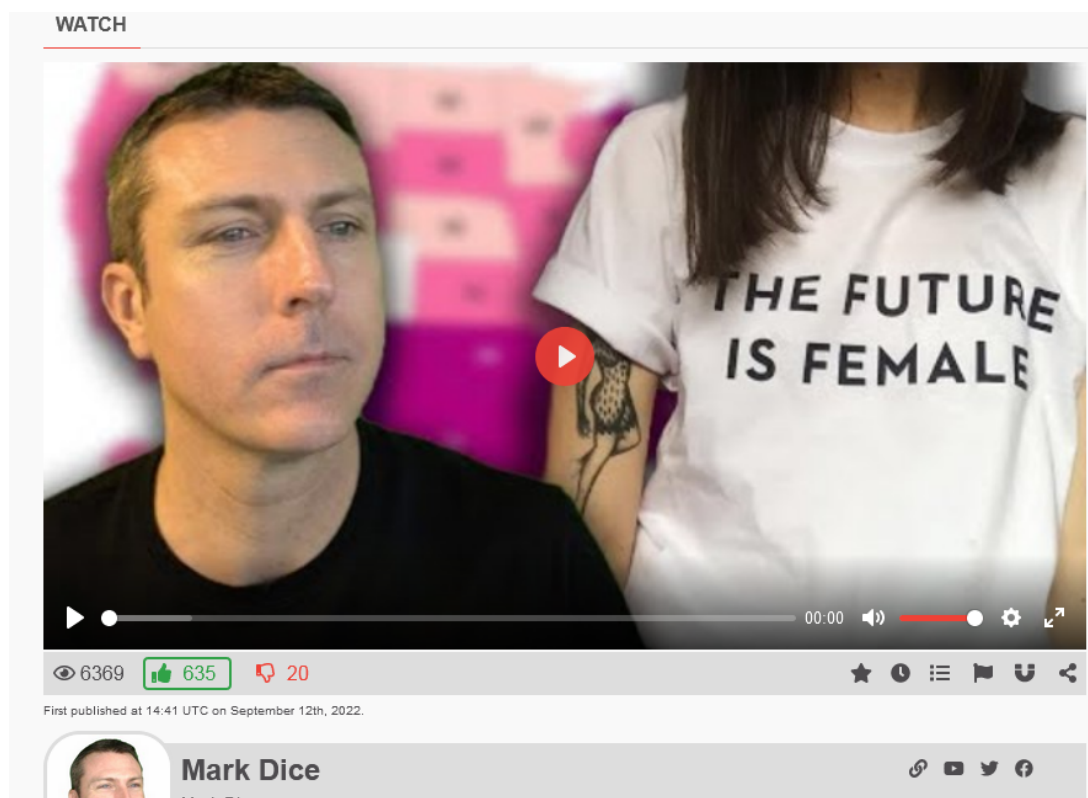 WATCH
THE FUTURE
IS FEMALE
00:00
6369
635
20
First published at 14:41 UTC on September 12th, 2022.
Mark Dice